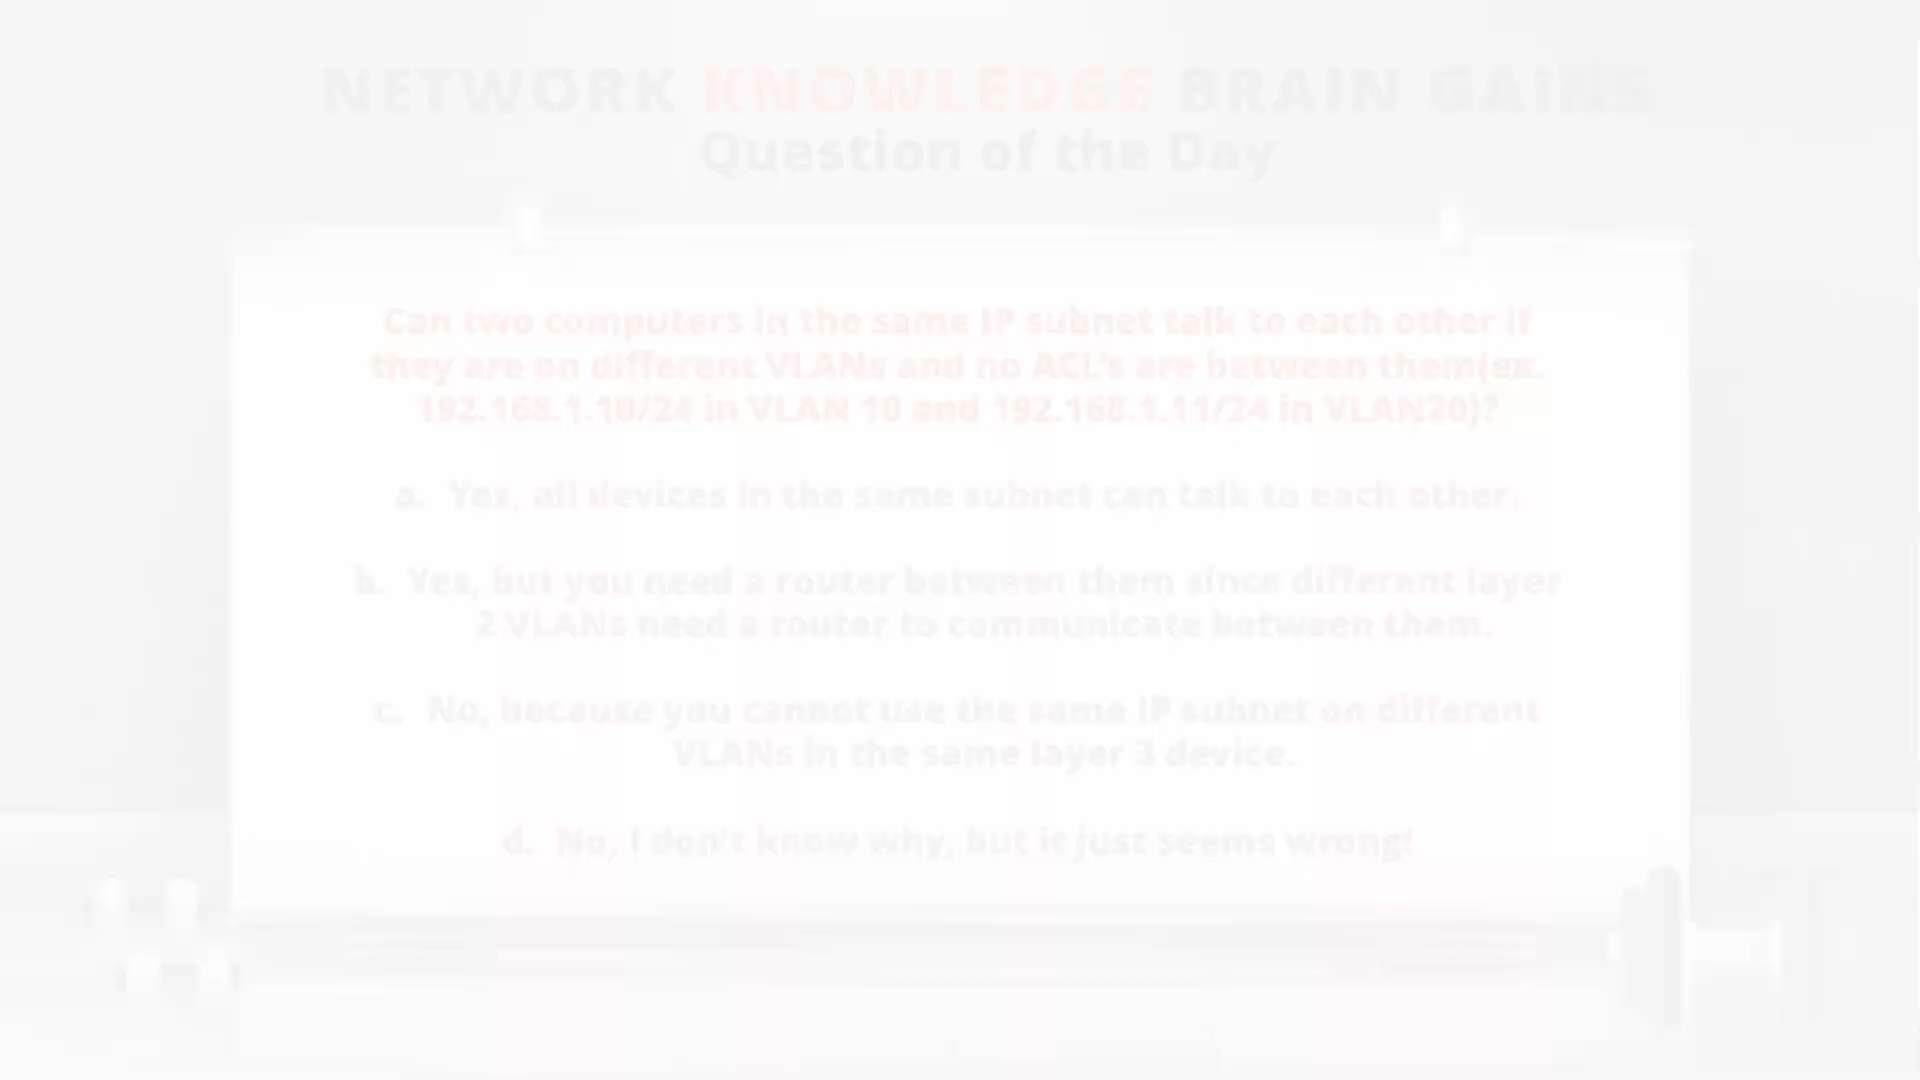 NETWORK KNOWLEDGE BRAIN GAINS
Question of the Day
Can two computers in the same IP subnet talk to each other if
they are on different VLANs and no ACL's are between them(ex.
192.168.1.10/24 in VLAN 10 and 192.168.1.11/24 in VLAN20)?
a. Yes, all devices in the same subnet can talk to each other.
b. Yes, but you need a router between them since different layer
2 VLANs need a router to communicate between them.
c. No, because you cannot use the same IP subnet on different
VLANs in the same layer 3 device.
d. No, I don't know why, but it just seems wrong!